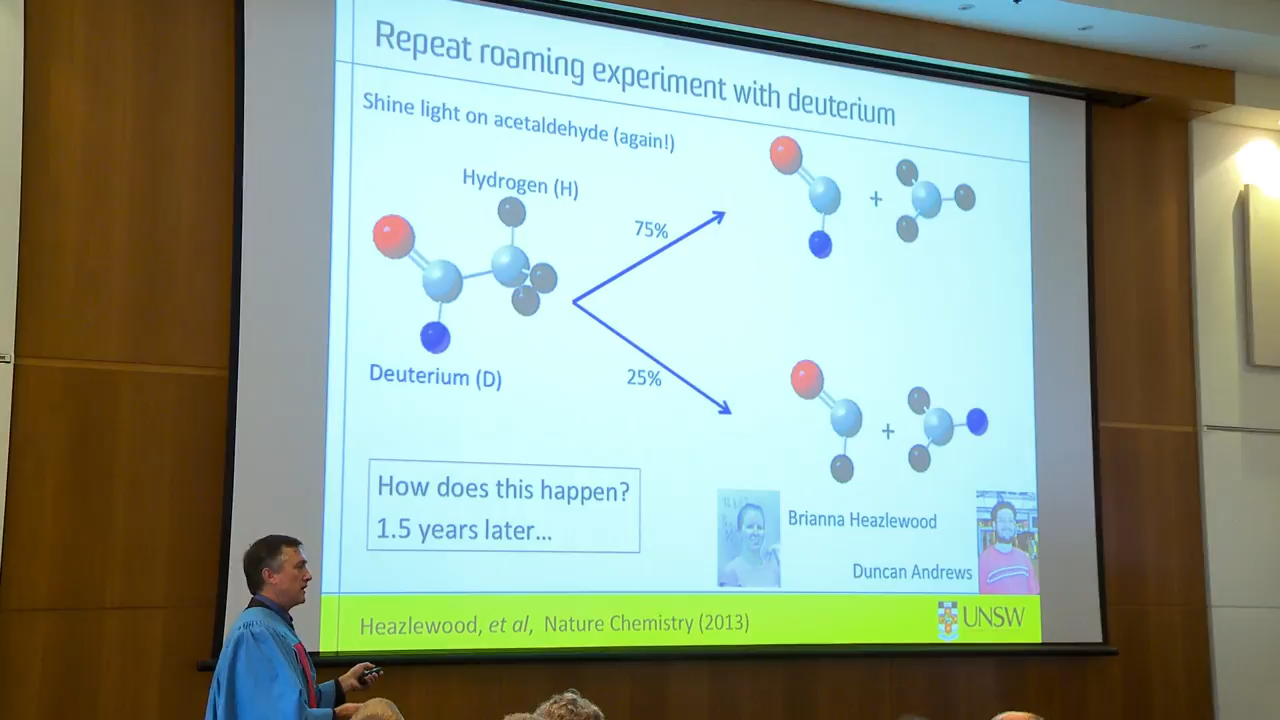 Repeat roaming experiment with deuterium
Shine light on acetaldehyde (again!)
Hydrogen (H)
75%
+
Deuterium (D)
25%
+
How does this happen?
1.5 years later...
Brianna Heazlewood
Duncan Andrews
Heazlewood, et al, Nature Chemistry (2013)
UNSW